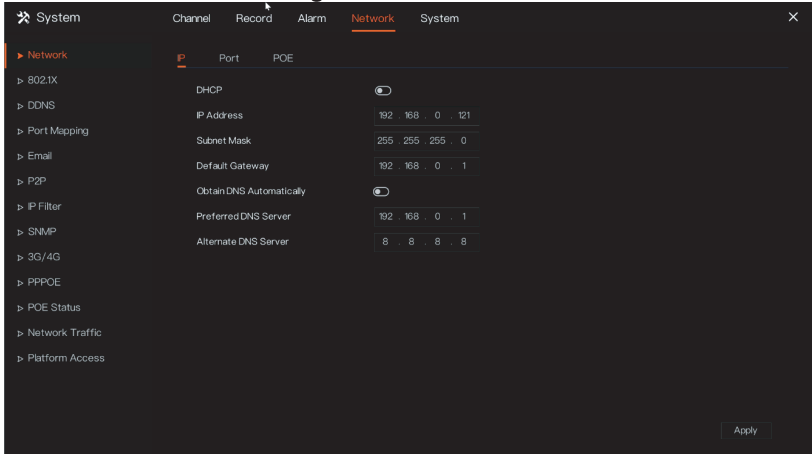 System
Channel Record Alarm Network System
Network
802.1X
DDNS
Port Mapping
Email
P2P
IP Filter
SNMP
3G/4G
PPPOE
POE Status
Network Traffic
Platform Access
IP Port POE
DHCP
IP Address 192 . 168 . 0 . 121
Subnet Mask 255 . 255 . 255 . 0
Default Gateway 192 . 168 . 0 . 1
Obtain DNS Automatically
Preferred DNS Server 192 . 168 . 0 . 1
Alternate DNS Server 8 . 8 . 8 . 8
Apply